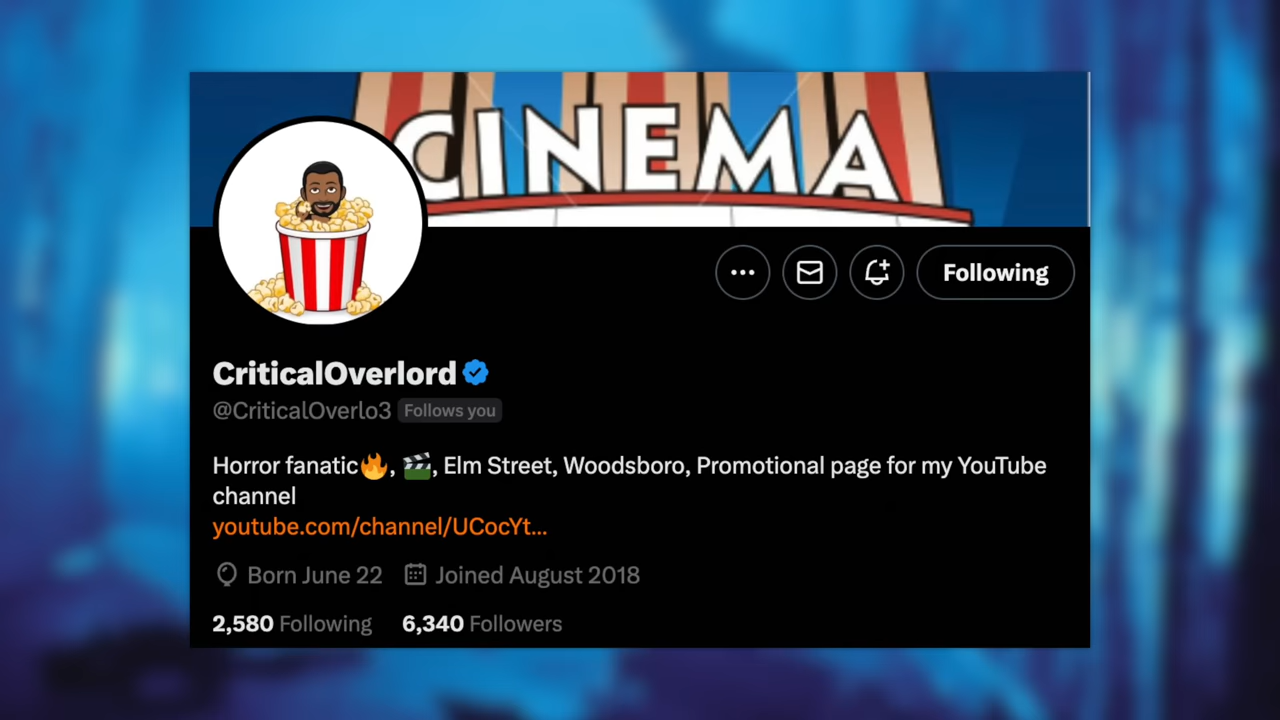 CINEMA
Following
CriticalOverlord
@CriticalOverlo3 Follows you
Horror fanatic🔥, 🎬, Elm Street, Woodsboro, Promotional page for my YouTube
channel
youtube.com/channel/UCocYt...
Born June 22 Joined August 2018
2,580 Following 6,340 Followers